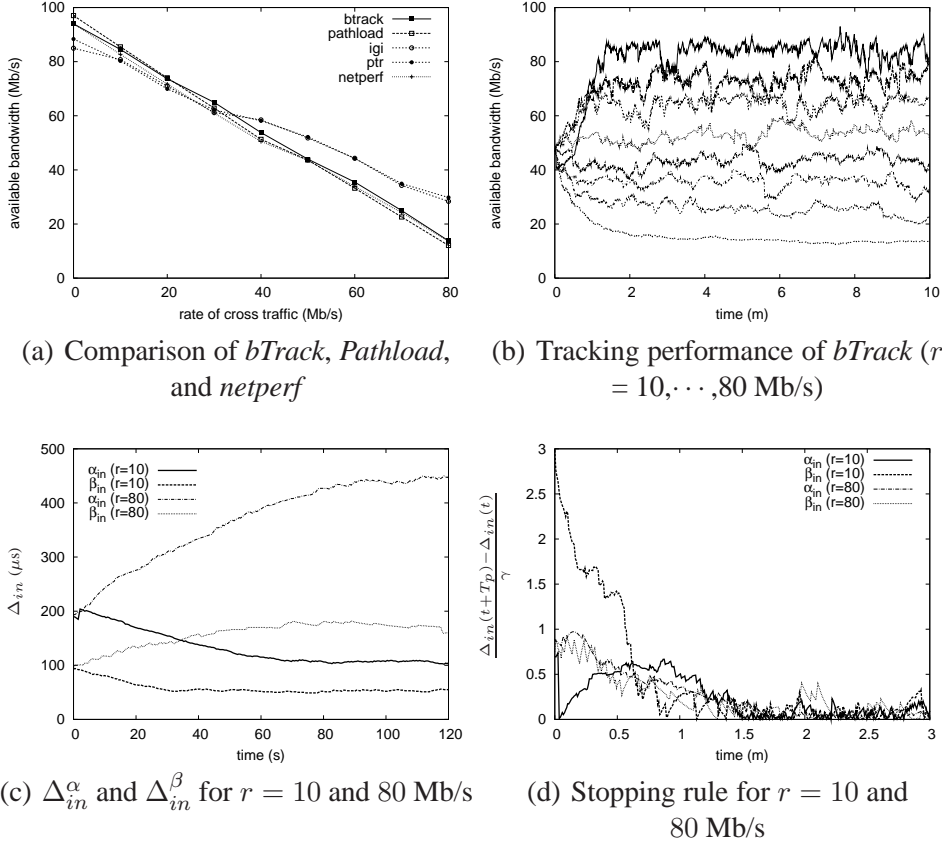 available bandwidth (Mb/s)
100
80
60
40
20
0
btrack
pathload
igi
ptr
netperf
0 10 20 30 40 50 60 70 80
rate of cross traffic (Mb/s)
(a) Comparison of bTrack, Pathload,
and netperf
available bandwidth (Mb/s)
100
80
60
40
20
0
0 2 4 6 8 10
time (m)
(b) Tracking performance of bTrack (r
= 10,⋯,80 Mb/s)
Δin (μs)
500
400
300
200
100
0
αin (r=10)
βin (r=10)
αin (r=80)
βin (r=80)
0 20 40 60 80 100 120
time (s)
(c) Δ^α_in and Δ^β_in for r = 10 and 80 Mb/s
Δin(t+Tp)−Δin(t)
γ
3
2.5
2
1.5
1
0.5
0
αin (r=10)
βin (r=10)
αin (r=80)
βin (r=80)
0 0.5 1 1.5 2 2.5 3
time (m)
(d) Stopping rule for r = 10 and
80 Mb/s